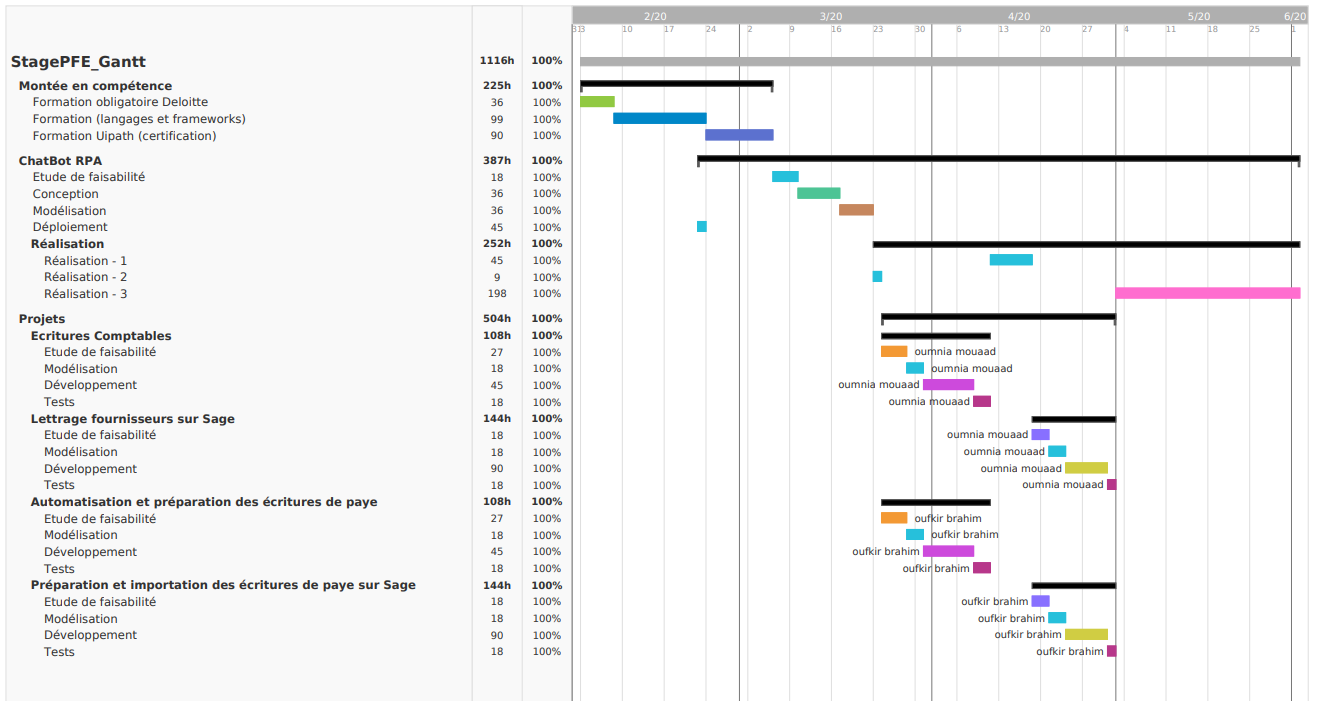 2/20 3/20 4/20 5/20 6/20
3 10 17 24 2 9 16 23 30 6 13 20 27 4 11 18 25 1
StagePFE_Gantt 1116h 100%
Montée en compétence 225h 100%
Formation obligatoire Deloitte 36 100%
Formation (langages et frameworks) 99 100%
Formation Uipath (certification) 90 100%
ChatBot RPA 387h 100%
Etude de faisabilité 18 100%
Conception 36 100%
Modélisation 36 100%
Déploiement 45 100%
Réalisation 252h 100%
Réalisation - 1 45 100%
Réalisation - 2 9 100%
Réalisation - 3 198 100%
Projets 504h 100%
Ecritures Comptables 108h 100%
Etude de faisabilité 27 100% oumnia mouaad
Modélisation 18 100% oumnia mouaad
Développement 45 100% oumnia mouaad
Tests 18 100% oumnia mouaad
Lettrage fournisseurs sur Sage 144h 100%
Etude de faisabilité 18 100% oumnia mouaad
Modélisation 18 100% oumnia mouaad
Développement 90 100% oumnia mouaad
Tests 18 100% oumnia mouaad
Automatisation et préparation des écritures de paye 108h 100%
Etude de faisabilité 27 100% oufkir brahim
Modélisation 18 100% oufkir brahim
Développement 45 100% oufkir brahim
Tests 18 100% oufkir brahim
Préparation et importation des écritures de paye sur Sage 144h 100%
Etude de faisabilité 18 100% oufkir brahim
Modélisation 18 100% oufkir brahim
Développement 90 100% oufkir brahim
Tests 18 100% oufkir brahim